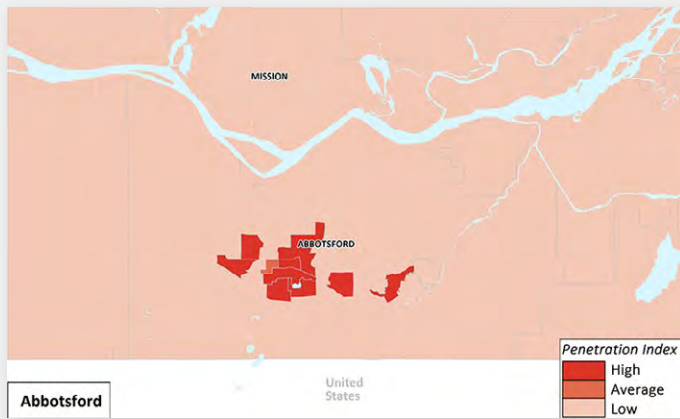 MISSION
ABBOTSFORD
Penetration Index
High
Average
Low
United
States
Abbotsford